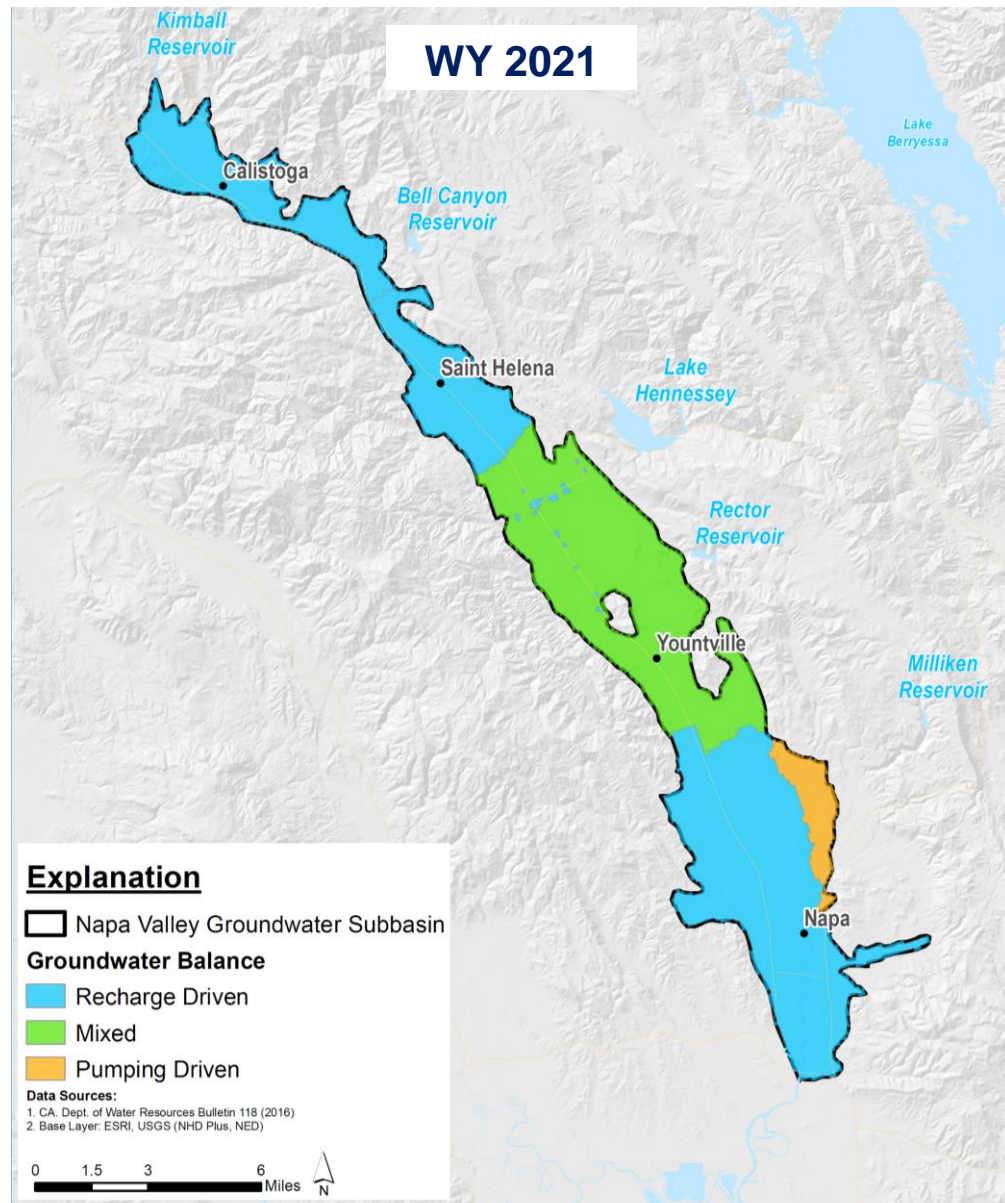 Kimball
Reservoir
WY 2021
Lake
Berryessa
Calistoga
Bell Canyon
Reservoir
Saint Helena
Lake
Hennessey
Rector
Reservoir
Yountville
Milliken
Reservoir
Napa
Explanation
Napa Valley Groundwater Subbasin
Groundwater Balance
Recharge Driven
Mixed
Pumping Driven
Data Sources:
1. CA. Dept. of Water Resources Bulletin 118 (2016)
2. Base Layer: ESRI, USGS (NHD Plus, NED)
0 1.5 3 6
Miles
N